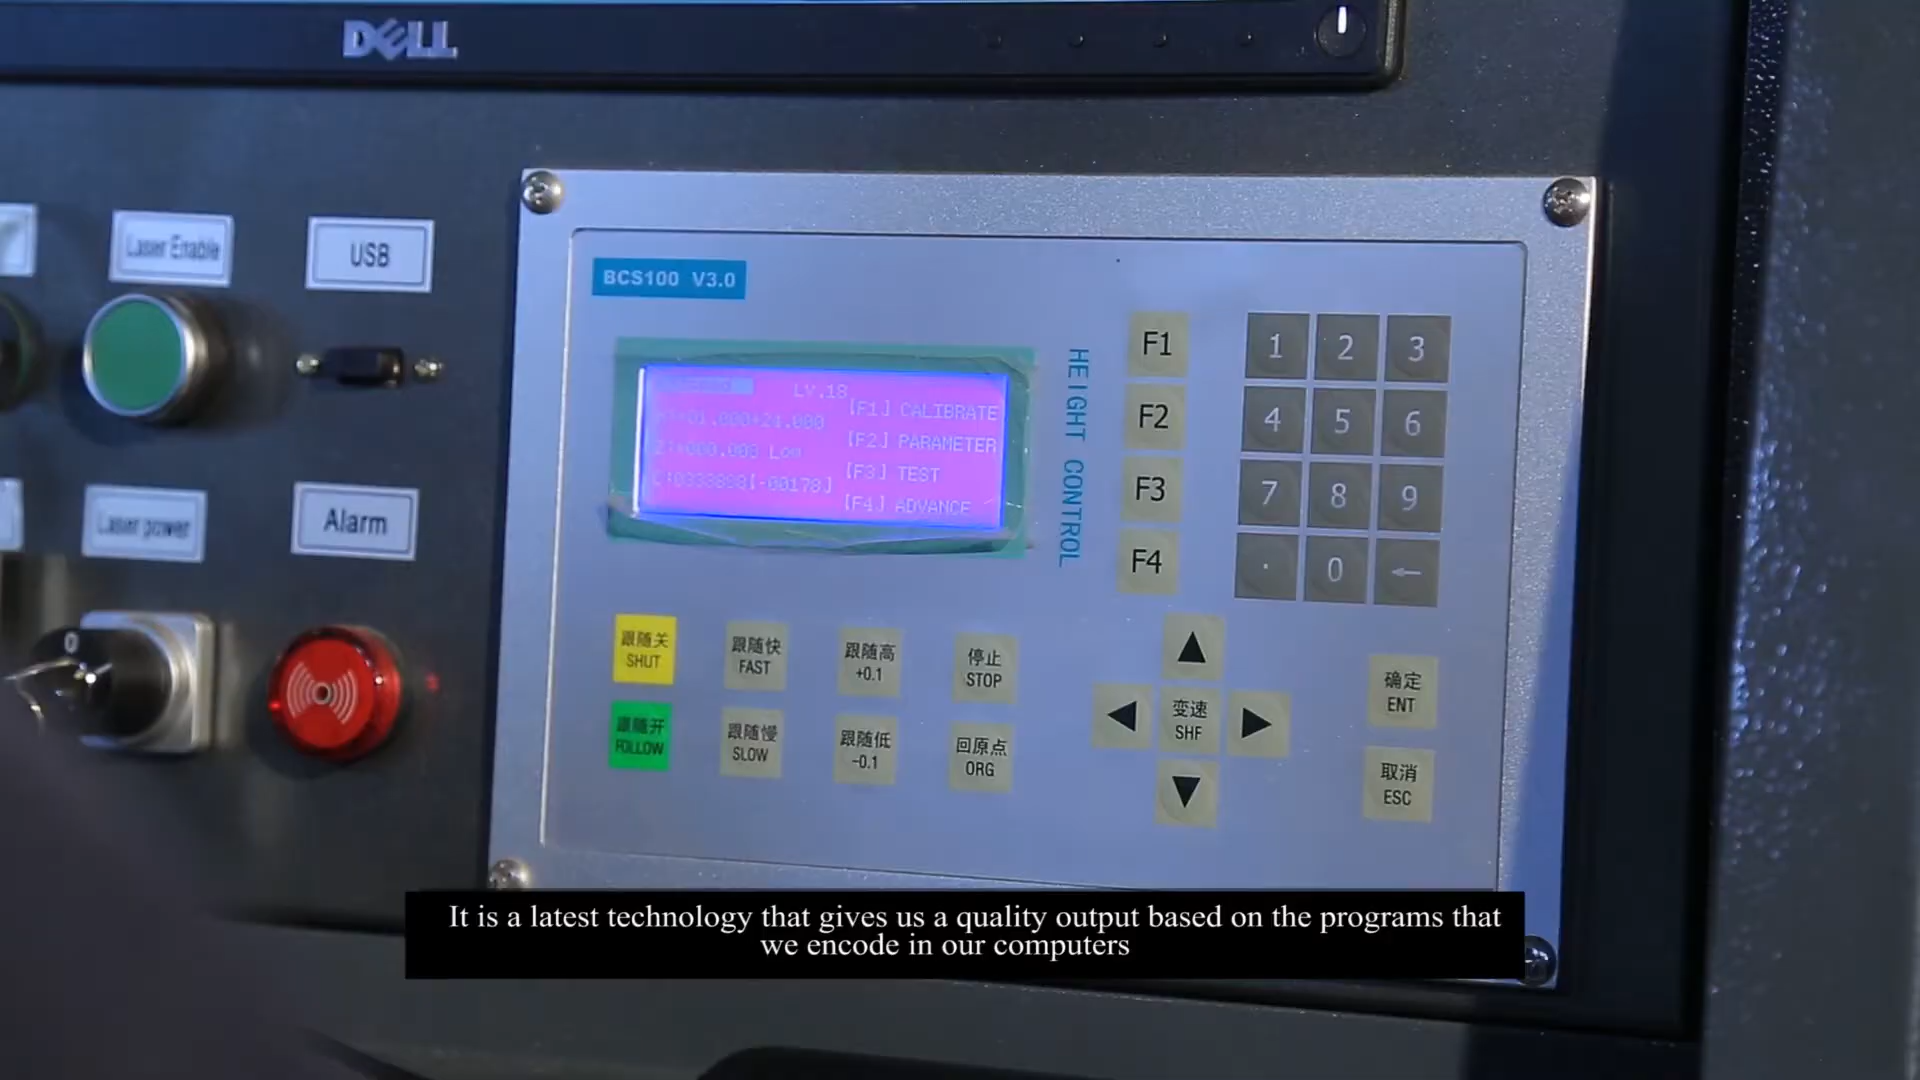 DELL
Laser Enable
USB
BCS100 V3.0
Lv.18
[F1] CALIBRATE
[F2] PARAMETER
Z:+000.003 Low
[F3] TEST
[-00178]
[F4] ADVANCE
HEIGHT CONTROL
F1
F2
F3
F4
1 2 3
4 5 6
7 8 9
. 0 ←
Laser power
Alarm
0
跟随关
SHUT
跟随快
FAST
跟随高
+0.1
停止
STOP
跟随开
FOLLOW
跟随慢
SLOW
跟随低
-0.1
回原点
ORG
变速
SHF
确定
ENT
取消
ESC
It is a latest technology that gives us a quality output based on the programs that
we encode in our computers